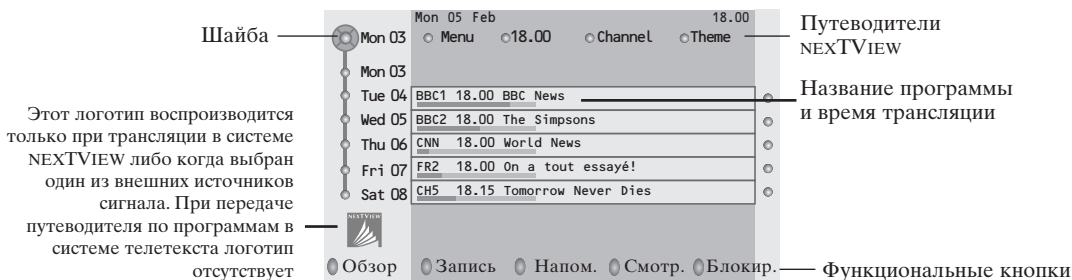 Шайба
Этот логотип воспроизводится
только при трансляции в системе
NEXTVIEW либо когда выбран
один из внешних источников
сигнала. При передаче
путеводителя по программам в
системе телетекста логотип
отсутствует
Mon 05 Feb 18.00
Mon 03 Menu 18.00 Channel Theme
Mon 03
Tue 04 BBC1 18.00 BBC News
Wed 05 BBC2 18.00 The Simpsons
Thu 06 CNN 18.00 World News
Fri 07 FR2 18.00 On a tout essayé!
Sat 08 CH5 18.15 Tomorrow Never Dies
NEXTVIEW
Обзор Запись Напом. Смотр. Блокир.
Путеводители
NEXTVIEW
Название программы
и время трансляции
Функциональные кнопки